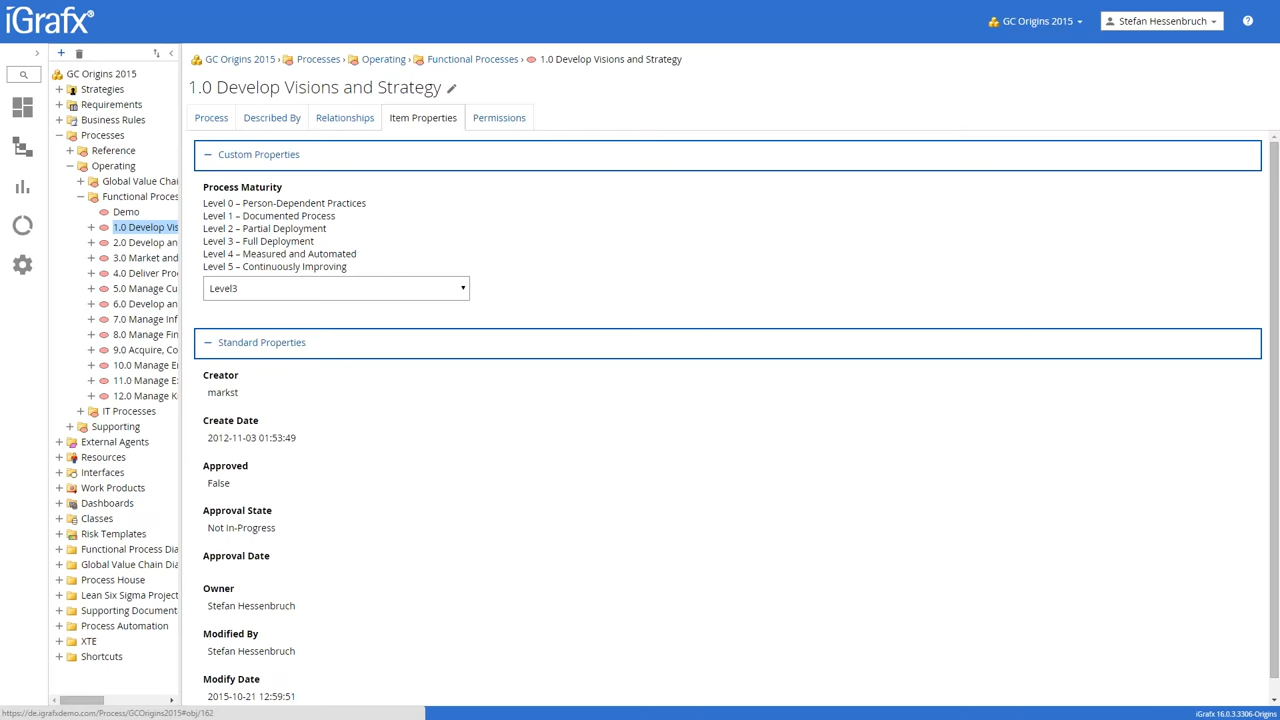 iGrafx®
GC Origins 2015
Stefan Hessenbruch
GC Origins 2015
Strategies
Requirements
Business Rules
Processes
Reference
Operating
Global Value Chai
Functional Proces
Demo
1.0 Develop Vis
2.0 Develop an
3.0 Market and
4.0 Deliver Pro
5.0 Manage Cu
6.0 Develop an
7.0 Manage Inf
8.0 Manage Fin
9.0 Acquire, Co
10.0 Manage E
11.0 Manage E
12.0 Manage K
IT Processes
Supporting
External Agents
Resources
Interfaces
Work Products
Dashboards
Classes
Risk Templates
Functional Process Dia
Global Value Chain Dia
Process House
Lean Six Sigma Project
Supporting Document
Process Automation
XTE
Shortcuts
GC Origins 2015 › Processes › Operating › Functional Processes › 1.0 Develop Visions and Strategy
1.0 Develop Visions and Strategy
Process Described By Relationships Item Properties Permissions
Custom Properties
Process Maturity
Level 0 – Person-Dependent Practices
Level 1 – Documented Process
Level 2 – Partial Deployment
Level 3 – Full Deployment
Level 4 – Measured and Automated
Level 5 – Continuously Improving
Level3
Standard Properties
Creator
markst
Create Date
2012-11-03 01:53:49
Approved
False
Approval State
Not In-Progress
Approval Date
Owner
Stefan Hessenbruch
Modified By
Stefan Hessenbruch
Modify Date
2015-10-21 12:59:51
https://de.igrafxdemo.com/Process/GCOrigins2015#obj/162
iGrafx 16.0.3.3306-Origins